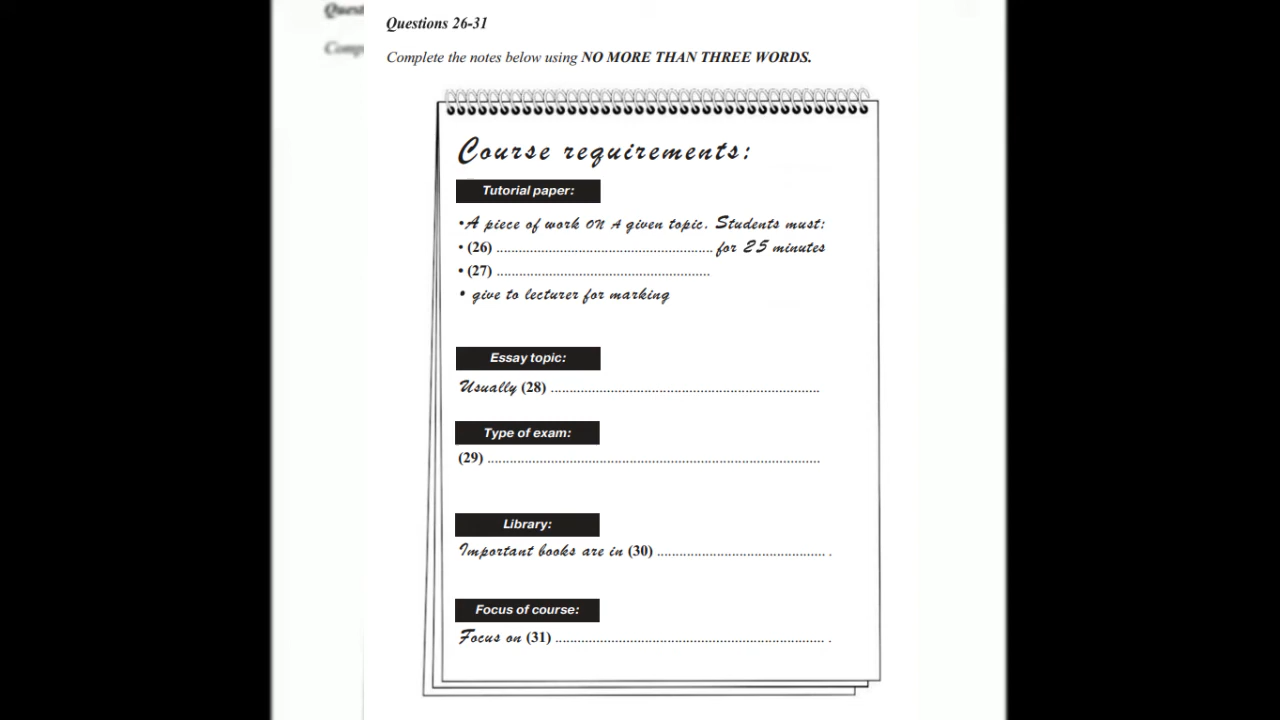 Quest
Comp
Questions 26-31
Complete the notes below using NO MORE THAN THREE WORDS.
Course requirements:
Tutorial paper:
•A piece of work on a given topic. Students must:
• (26) ........................................................ for 25 minutes
• (27) ........................................................
• give to lecturer for marking
Essay topic:
Usually (28) ......................................................................
Type of exam:
(29) .......................................................................................
Library:
Important books are in (30) ............................................ .
Focus of course:
Focus on (31) ...................................................................... .